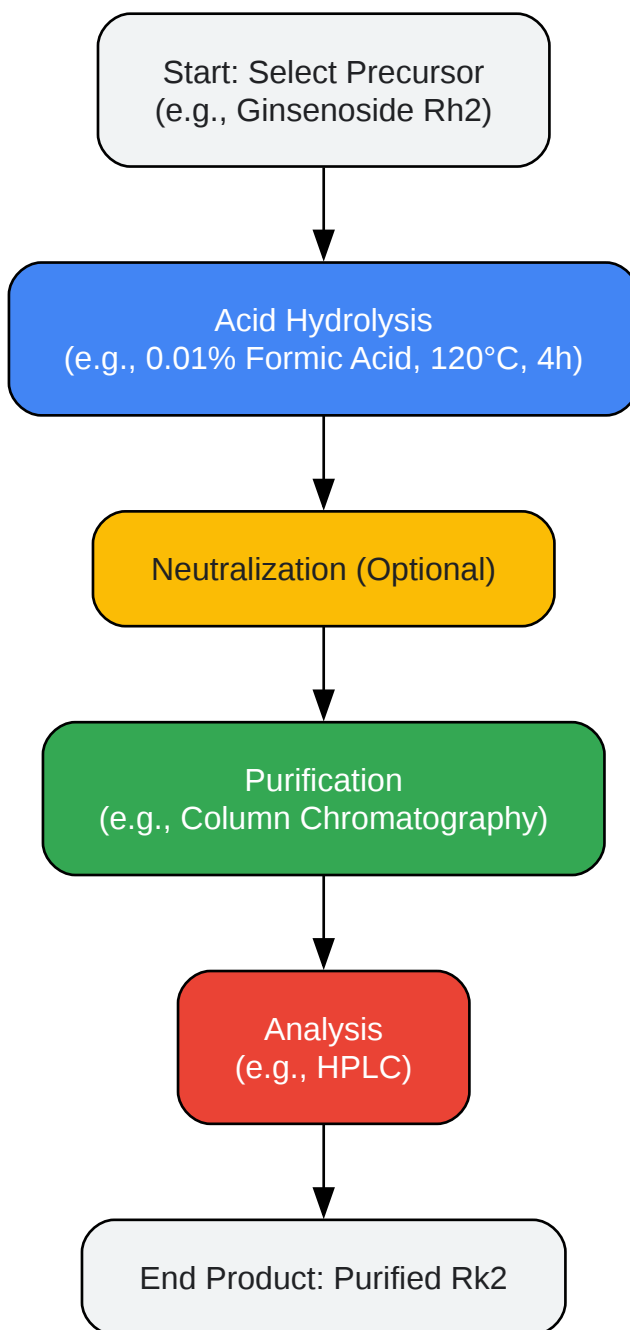 Start: Select Precursor
(e.g., Ginsenoside Rh2)
Acid Hydrolysis
(e.g., 0.01% Formic Acid, 120°C, 4h)
Neutralization (Optional)
Purification
(e.g., Column Chromatography)
Analysis
(e.g., HPLC)
End Product: Purified Rk2